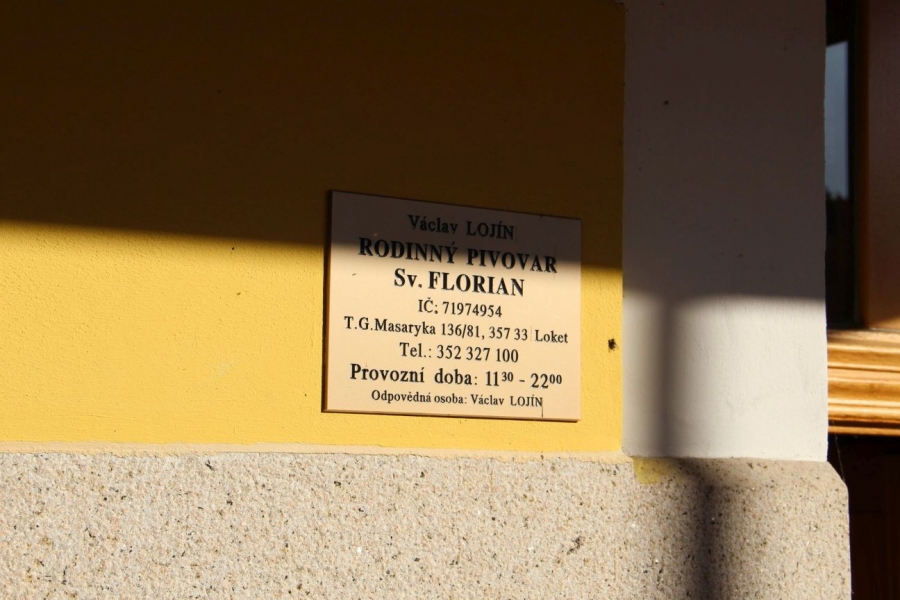 Václav LOJÍN
RODINNÝ PIVOVAR
Sv. FLORIAN
IČ: 71974954
T.G.Masaryka 136/81, 357 33 Loket
Tel.: 352 327 100
Provozní doba: 11³⁰ - 22⁰⁰
Odpovědná osoba: Václav LOJÍN